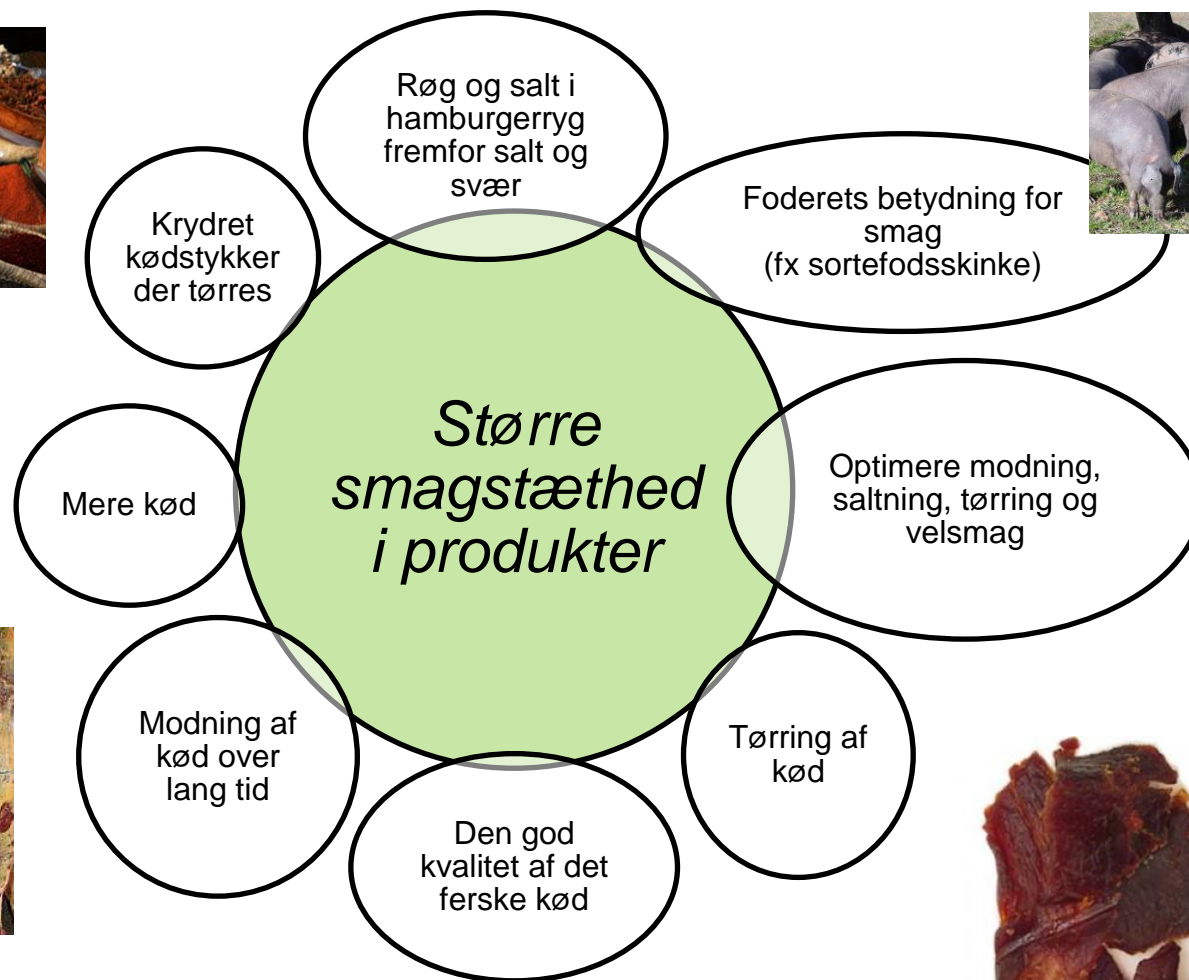 Røg og salt i
hamburgerryg
fremfor salt og
svær
Foderets betydning for
smag
(fx sortefodsskinke)
Krydret
kødstykker
der tørres
Større
smagstæthed
i produkter
Optimere modning,
saltning, tørring og
velsmag
Mere kød
Modning af
kød over
lang tid
Tørring af
kød
Den god
kvalitet af det
ferske kød